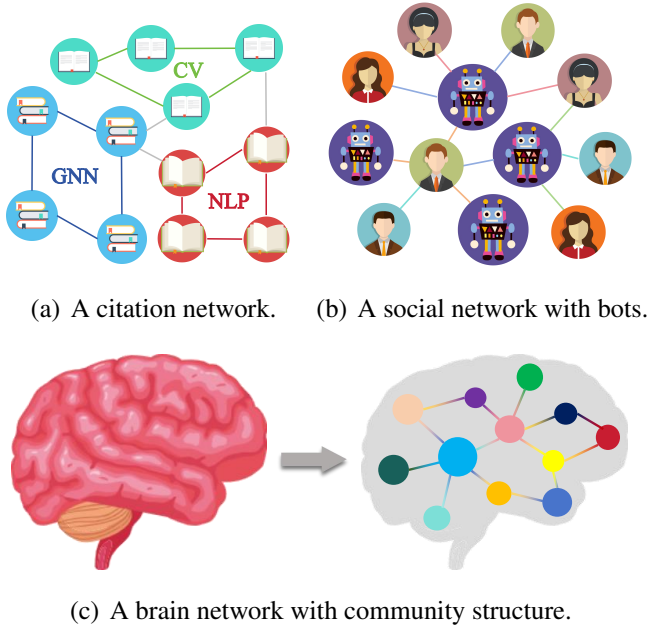 CV
GNN
NLP
(a) A citation network.
(b) A social network with bots.
(c) A brain network with community structure.